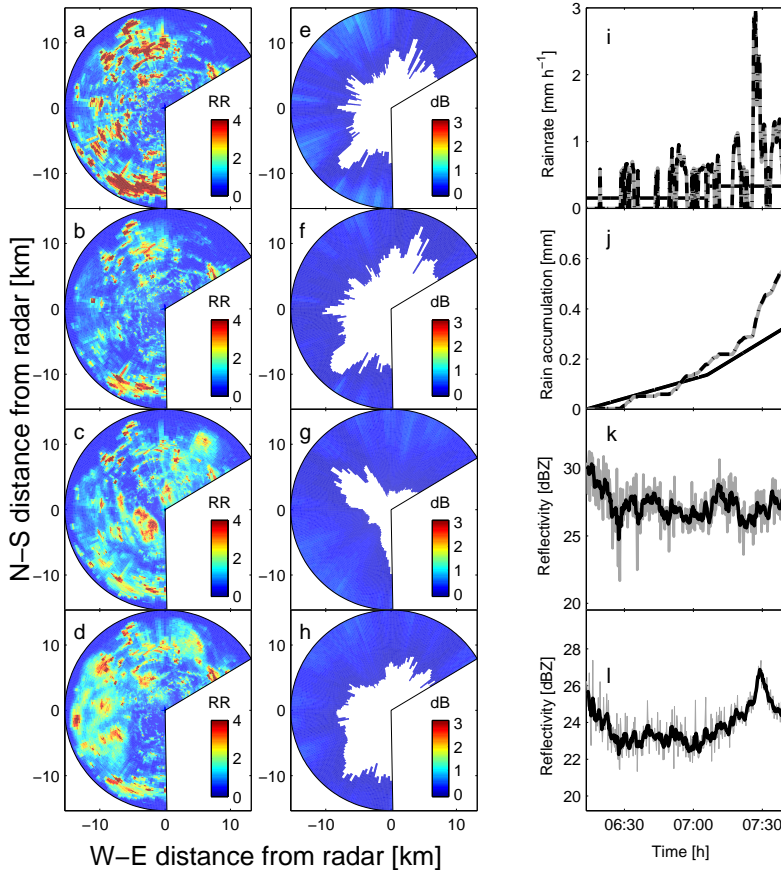 a
RR
4
2
0
10
0
−10
e
dB
3
2
1
0
i
Rainrate [mm h−1]
3
2
1
0
b
RR
4
2
0
10
0
−10
f
dB
3
2
1
0
j
Rain accumulation [mm]
0.6
0.4
0.2
0
c
RR
4
2
0
10
0
−10
g
dB
3
2
1
0
k
Reflectivity [dBZ]
30
25
20
d
RR
4
2
0
10
0
−10
h
dB
3
2
1
0
l
Reflectivity [dBZ]
28
26
24
22
N−S distance from radar [km]
−10 0 10
−10 0 10
W−E distance from radar [km]
06:30 07:00 07:30
Time [h]